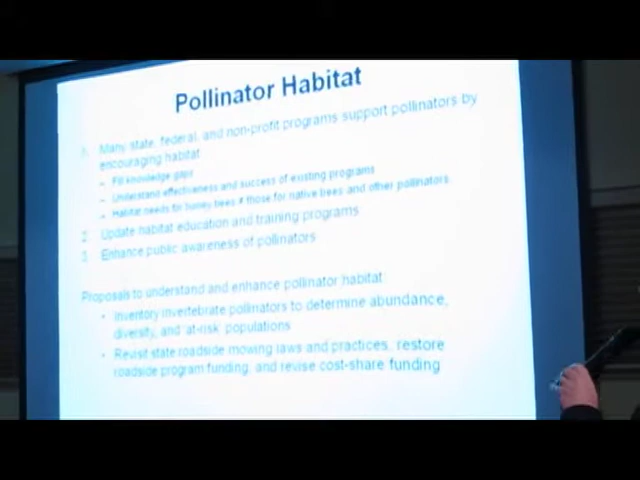 Pollinator Habitat
1. Many state, federal, and non-profit programs support pollinators by
encouraging habitat
• Fill knowledge gaps
• Understand effectiveness and success of existing programs
• Habitat needs for honey bees ≠ those for native bees and other pollinators.
2. Update habitat education and training programs
3. Enhance public awareness of pollinators
Proposals to understand and enhance pollinator habitat:
• Inventory invertebrate pollinators to determine abundance,
diversity, and 'at-risk' populations
• Revisit state roadside mowing laws and practices, restore
roadside program funding, and revise cost-share funding